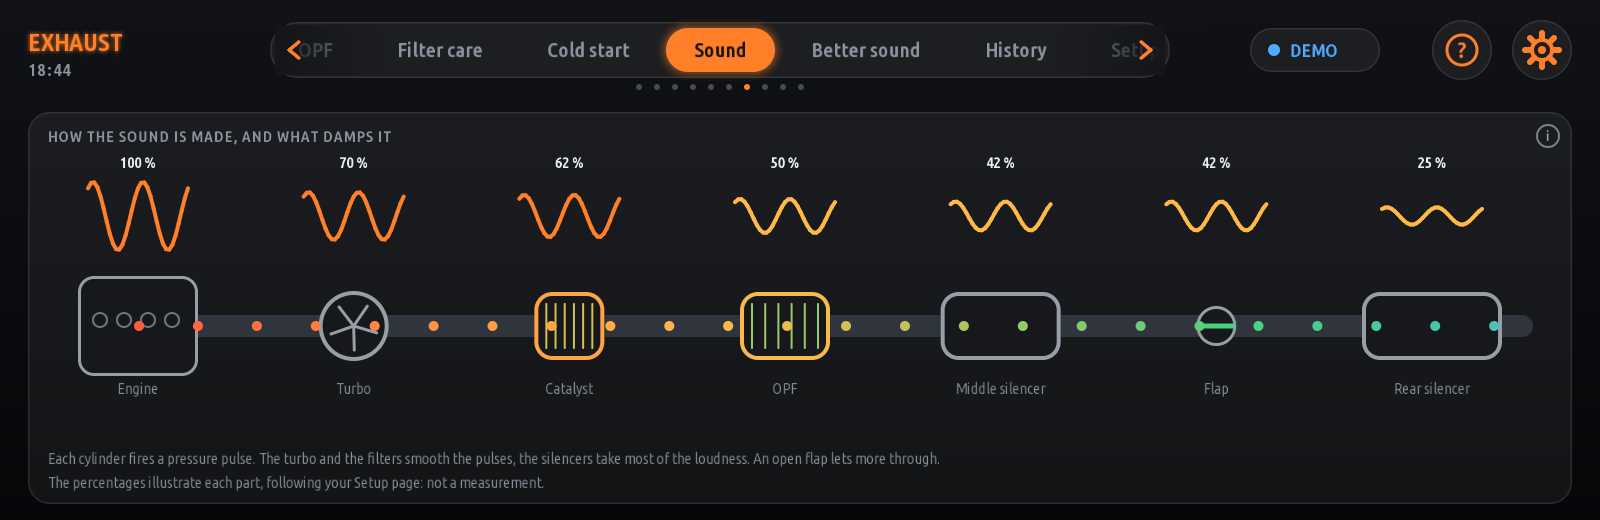 EXHAUST
18:44
OPF
Filter care
Cold start
Sound
Better sound
History
DEMO
?
HOW THE SOUND IS MADE, AND WHAT DAMPS IT
i
100 %
70 %
62 %
50 %
42 %
42 %
25 %
Engine
Turbo
Catalyst
OPF
Middle silencer
Flap
Rear silencer
Each cylinder fires a pressure pulse. The turbo and the filters smooth the pulses, the silencers take most of the loudness. An open flap lets more through.
The percentages illustrate each part, following your Setup page: not a measurement.